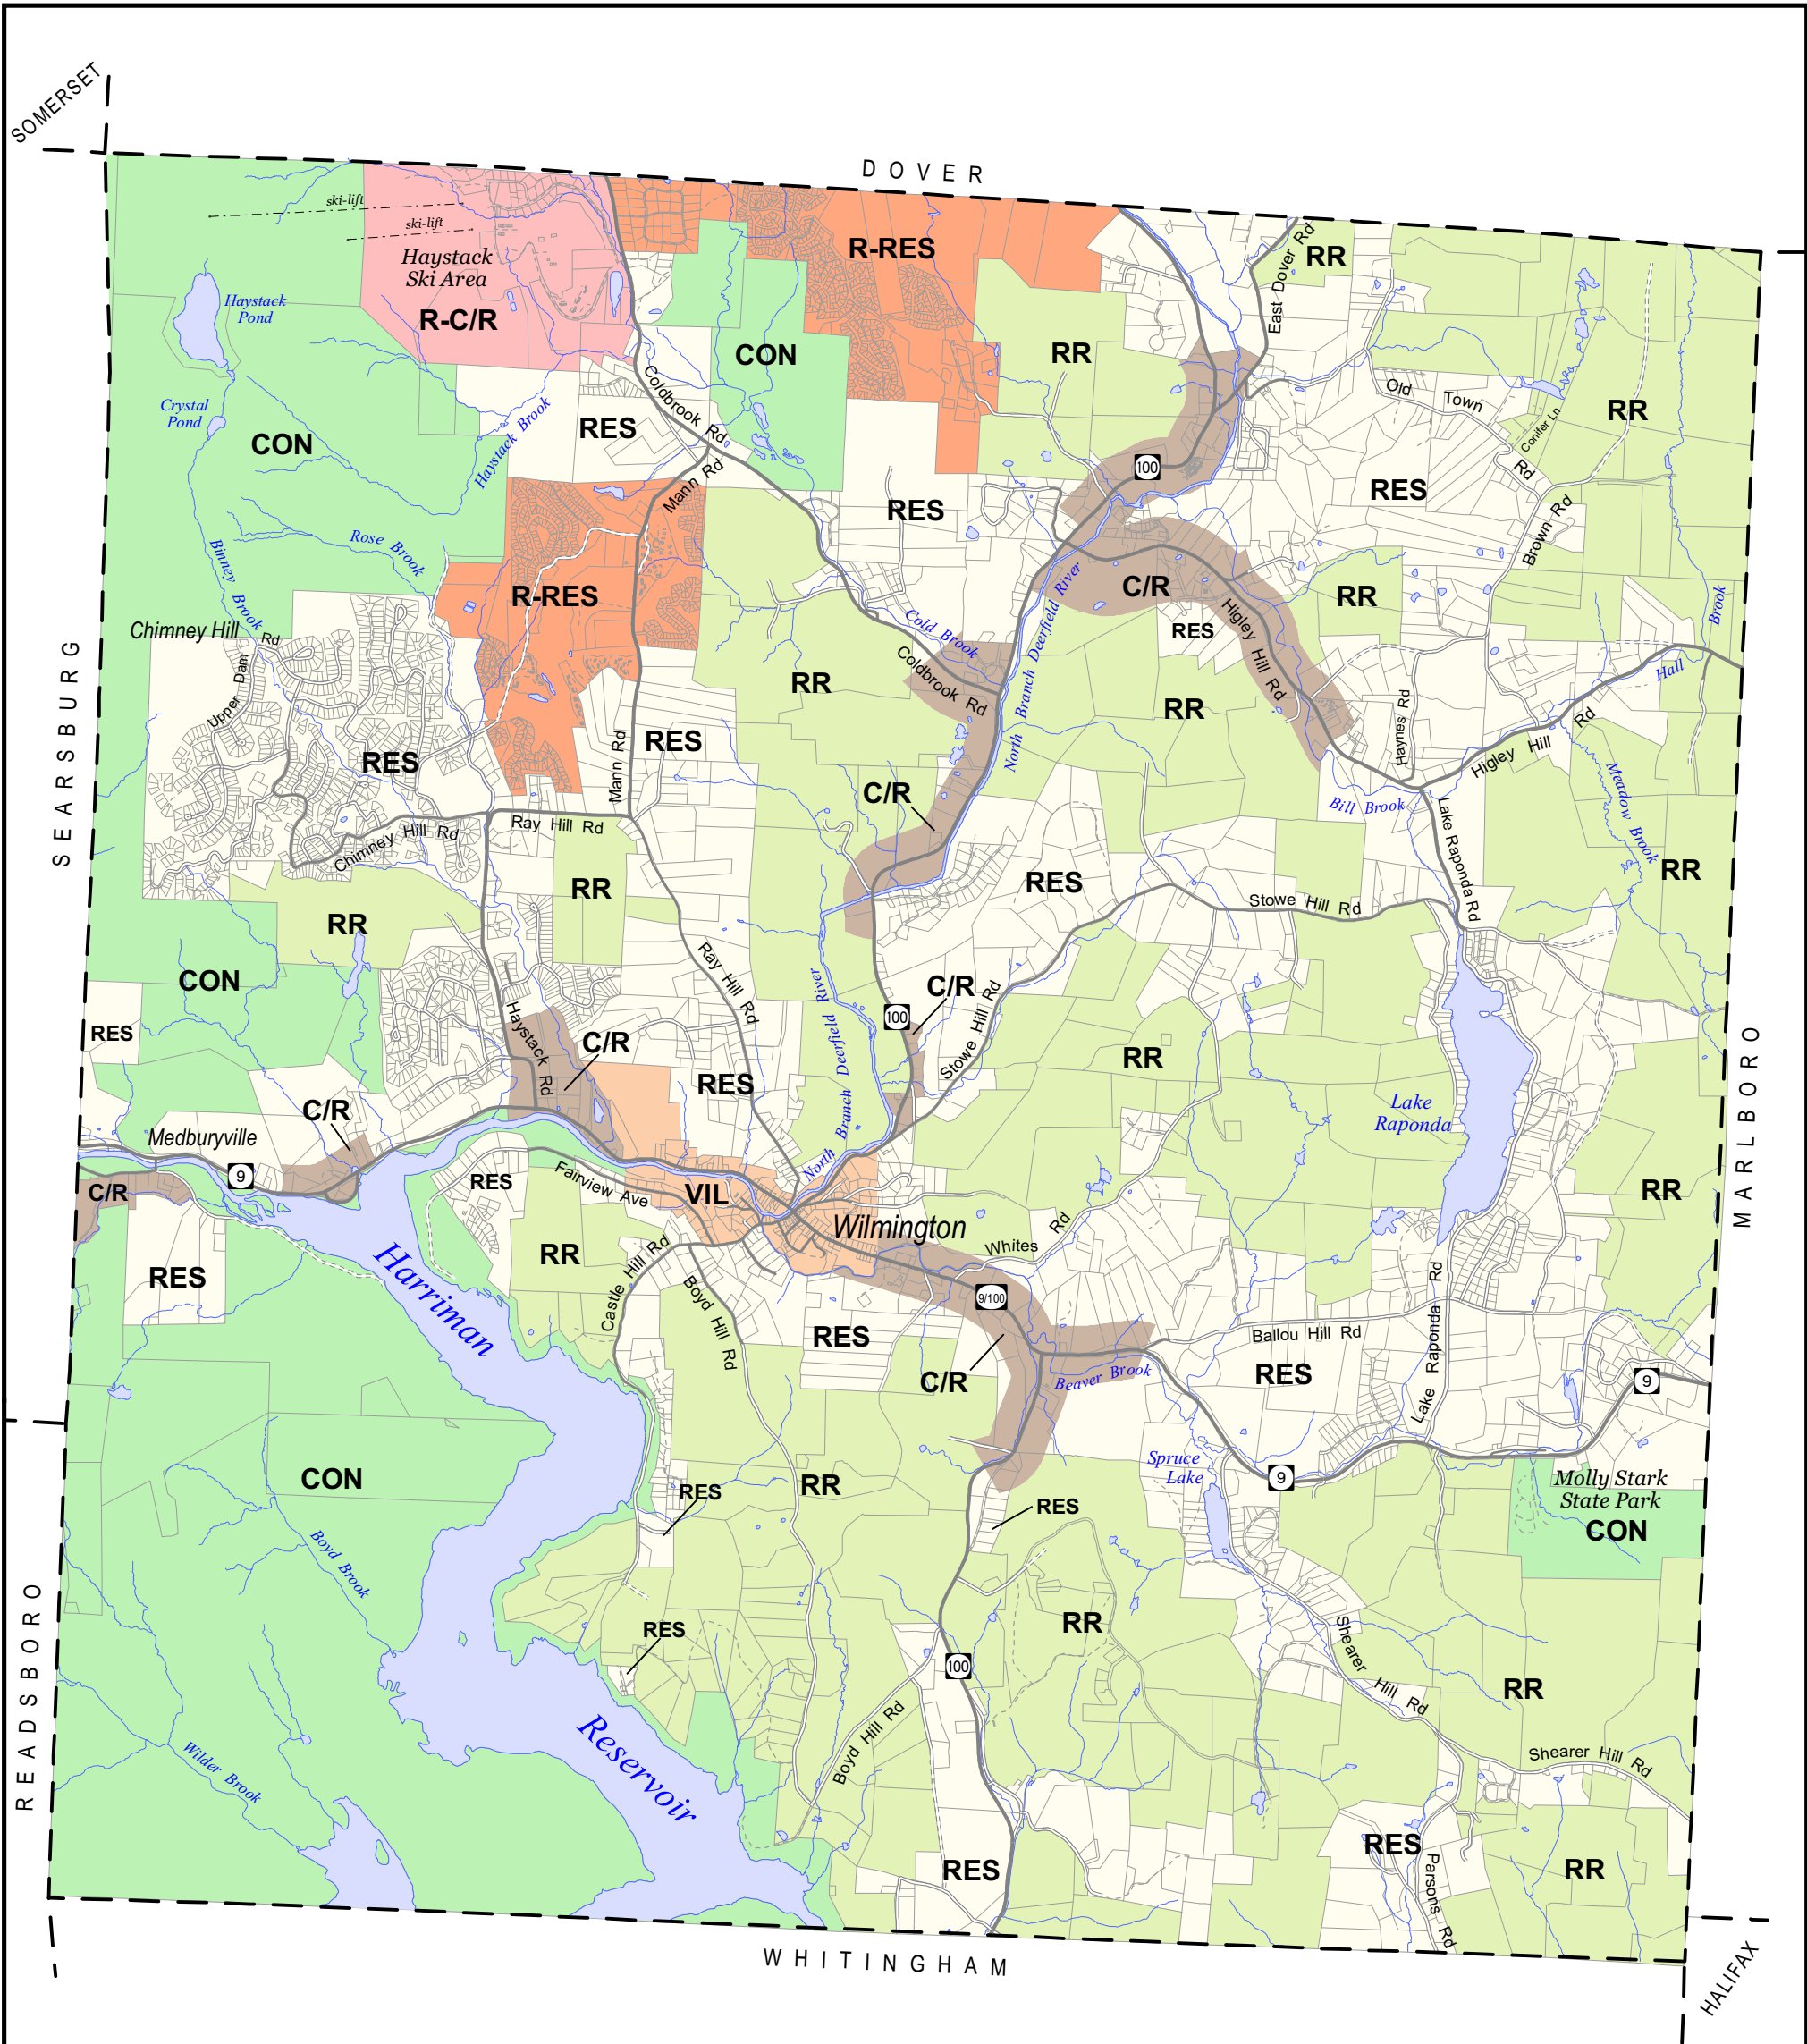 SOMERSET
DOVER
ski-lift
ski-lift
Haystack
Ski Area
R-C/R
R-RES
RR
East Dover Rd
Haystack
Pond
CON
RR
Coldbrook Rd
Crystal
Pond
CON
Haystack Brook
RES
Old Town Rd
Conifer Ln
RR
Mann Rd
100
RES
RES
Brown Rd
Binney Brook
Rose Brook
R-RES
C/R
RR
Higley Hill Rd
RES
North Branch Deerfield River
Cold Brook
Coldbrook Rd
Chimney Hill
Upper Dam Rd
SEARSBURG
RR
RR
Hall Brook
RES
Mann Rd
RES
Haynes Rd
Higley Hill Rd
Meadow Brook
C/R
Bill Brook
Lake Raponda Rd
Ray Hill Rd
Chimney Hill Rd
RR
RES
RR
RR
Stowe Hill Rd
CON
Ray Hill Rd
North Branch Deerfield River
C/R
100
Stowe Hill Rd
RES
Haystack Rd
C/R
RES
RR
Lake
Raponda
MARLBORO
C/R
Medburyville
9
C/R
RES
Fairview Ave
VIL
Wilmington
RR
RES
Harriman
RR
Castle Hill Rd
Boyd Hill Rd
Whites Rd
9/100
RES
C/R
Ballou Hill Rd
Beaver Brook
RES
Lake Raponda Rd
9
CON
RES
RR
RES
Spruce
Lake
9
Molly Stark
State Park
CON
Boyd Brook
READSBORO
RES
RR
100
Shearer Hill Rd
RR
Wilder Brook
Reservoir
Boyd Hill Rd
Shearer Hill Rd
RES
RES
Parsons Rd
RR
WHITINGHAM
HALIFAX